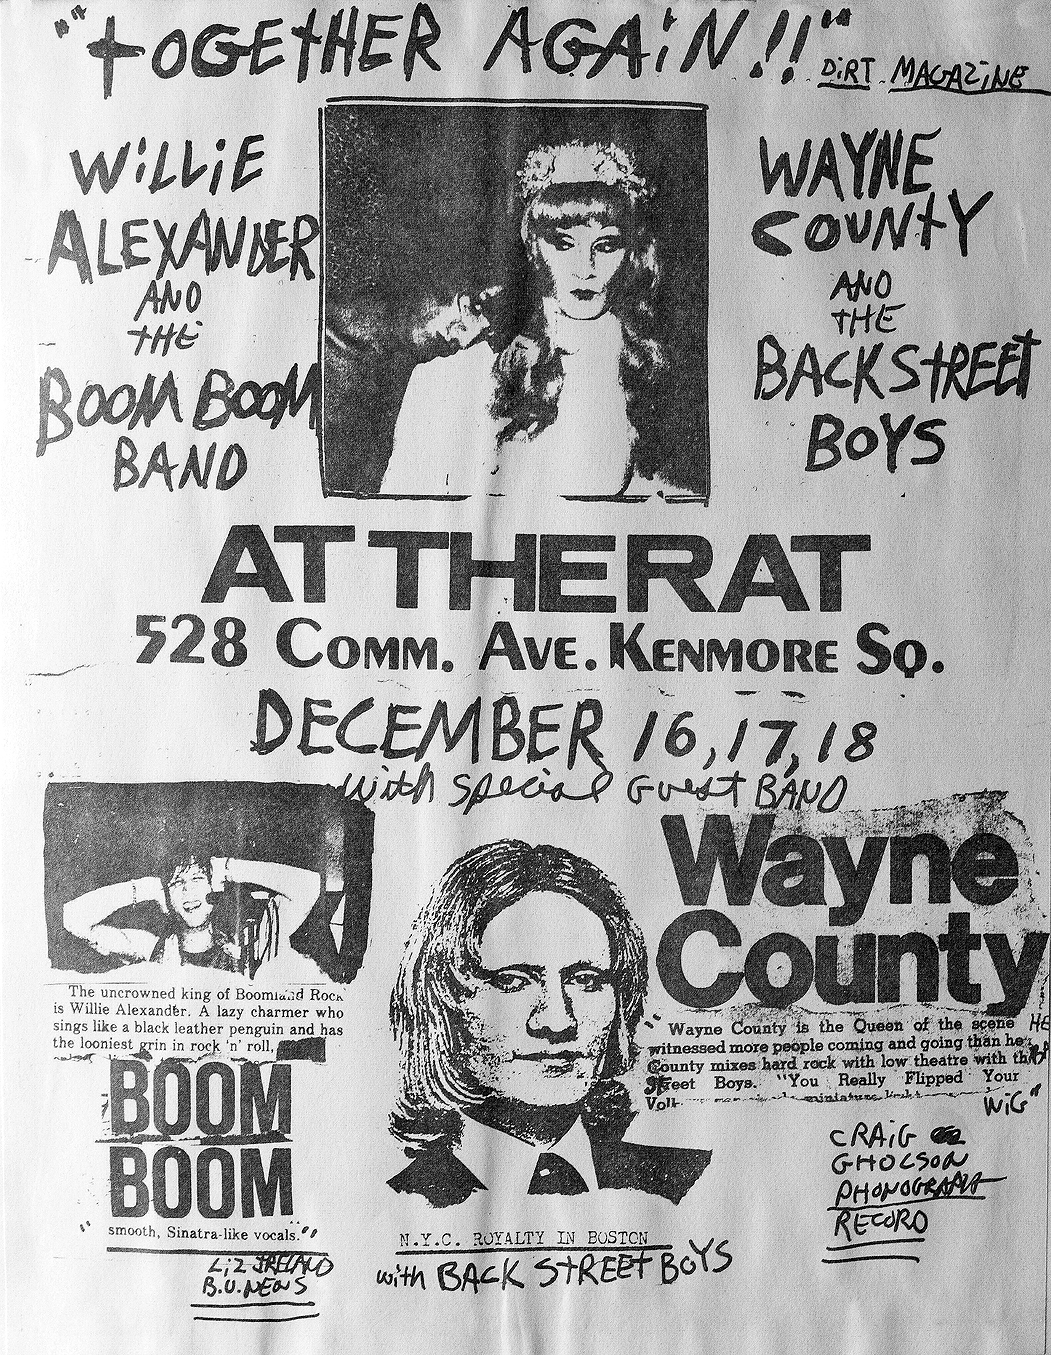 ""tOGEtHER AGAiN!!""
DiRT MAGAZiNE
WiLLiE
ALEXANDER
AND
tHE
BOOM BOOM
BAND
WAYNE
COUNtY
AND
tHE
BACK StREEt
BOYS
AT THE RAT
528 COMM. AVE. KENMORE SQ.
DECEMBER 16, 17, 18
with special Guest BAND
The uncrowned king of Boomland Rock
is Willie Alexander. A lazy charmer who
sings like a black leather penguin and has
the looniest grin in rock 'n' roll,
BOOM
BOOM
" smooth, Sinatra-like vocals.""
Liz IRELAND
B.U. NEWS
N.Y.C. ROYALTY IN BOSTON
with BACK StREEt BOYS
Wayne
County
"Wayne County is the Queen of the scene HE
witnessed more people coming and going than he
County mixes hard rock with low theatre with th
Street Boys. "You Really Flipped Your
WiG"
CRAiG
GHOLSON
PHONOGRAPH
RECORD